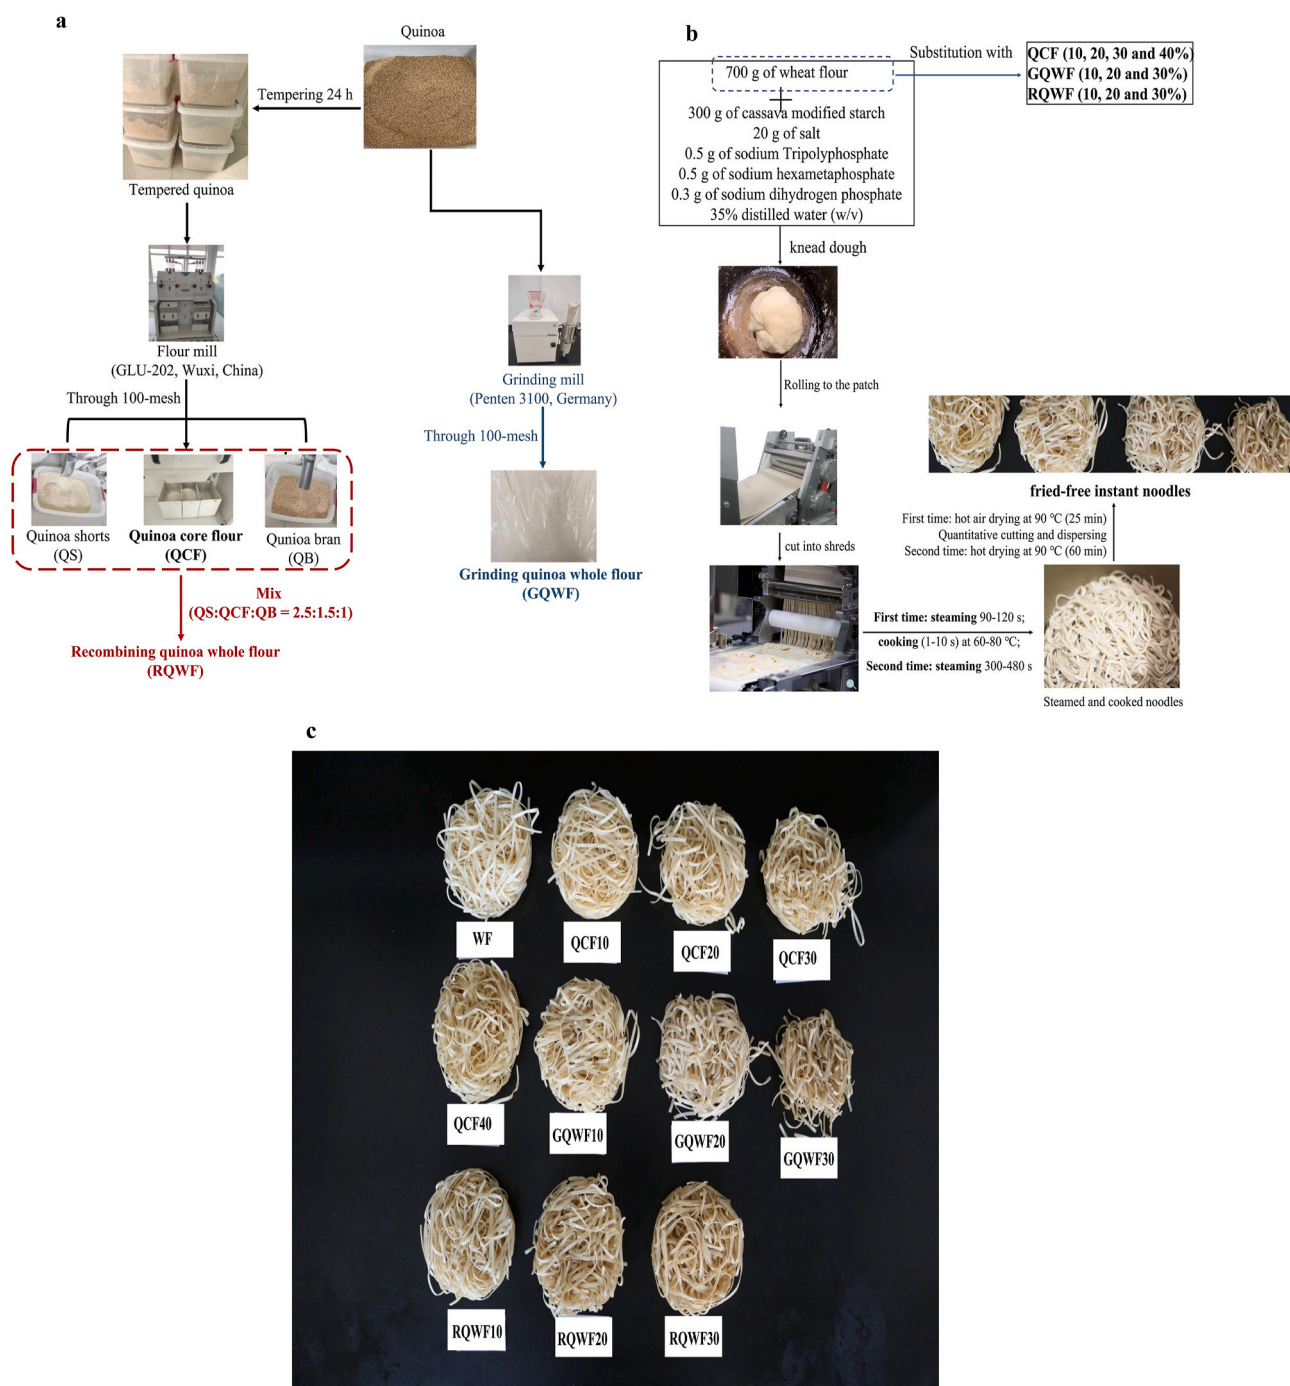 a
Quinoa
Tempering 24 h
Tempered quinoa
Flour mill
(GLU-202, Wuxi, China)
Through 100-mesh
Quinoa shorts
(QS)
Quinoa core flour
(QCF)
Qunioa bran
(QB)
Mix
(QS:QCF:QB = 2.5:1.5:1)
Recombining quinoa whole flour
(RQWF)
Grinding mill
(Penten 3100, Germany)
Through 100-mesh
Grinding quinoa whole flour
(GQWF)
b
700 g of wheat flour
Substitution with
QCF (10, 20, 30 and 40%)
GQWF (10, 20 and 30%)
RQWF (10, 20 and 30%)
300 g of cassava modified starch
20 g of salt
0.5 g of sodium Tripolyphosphate
0.5 g of sodium hexametaphosphate
0.3 g of sodium dihydrogen phosphate
35% distilled water (w/v)
knead dough
Rolling to the patch
cut into shreds
First time: steaming 90-120 s;
cooking (1-10 s) at 60-80 ℃;
Second time: steaming 300-480 s
Steamed and cooked noodles
First time: hot air drying at 90 ℃ (25 min)
Quantitative cutting and dispersing
Second time: hot drying at 90 ℃ (60 min)
fried-free instant noodles
c
WF
QCF10
QCF20
QCF30
QCF40
GQWF10
GQWF20
GQWF30
RQWF10
RQWF20
RQWF30